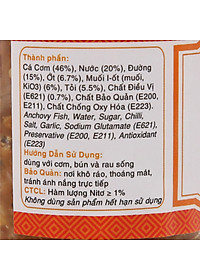 Thành phần:
Cá Cơm (46%), Nước (20%), Đường
(15%), Ớt (6.7%), Muối I-ốt (muối,
KIO3) (6%), Tỏi (5.5%), Chất Điều Vị
(E621) (0.7%), Chất Bảo Quản (E200,
E211), Chất Chống Oxy Hóa (E223).
Anchovy Fish, Water, Sugar, Chilli,
Salt, Garlic, Sodium Glutamate (E621),
Preservative (E200, E211), Antioxidant
(E223)
Hướng Dẫn Sử Dụng:
dùng với cơm, bún và rau sống
Bảo Quản: nơi khô ráo, thoáng mát,
tránh ánh nắng trực tiếp
CTCL: Hàm lượng Nitơ ≥ 1%
Không dùng sản phẩm hết hạn sử dụng